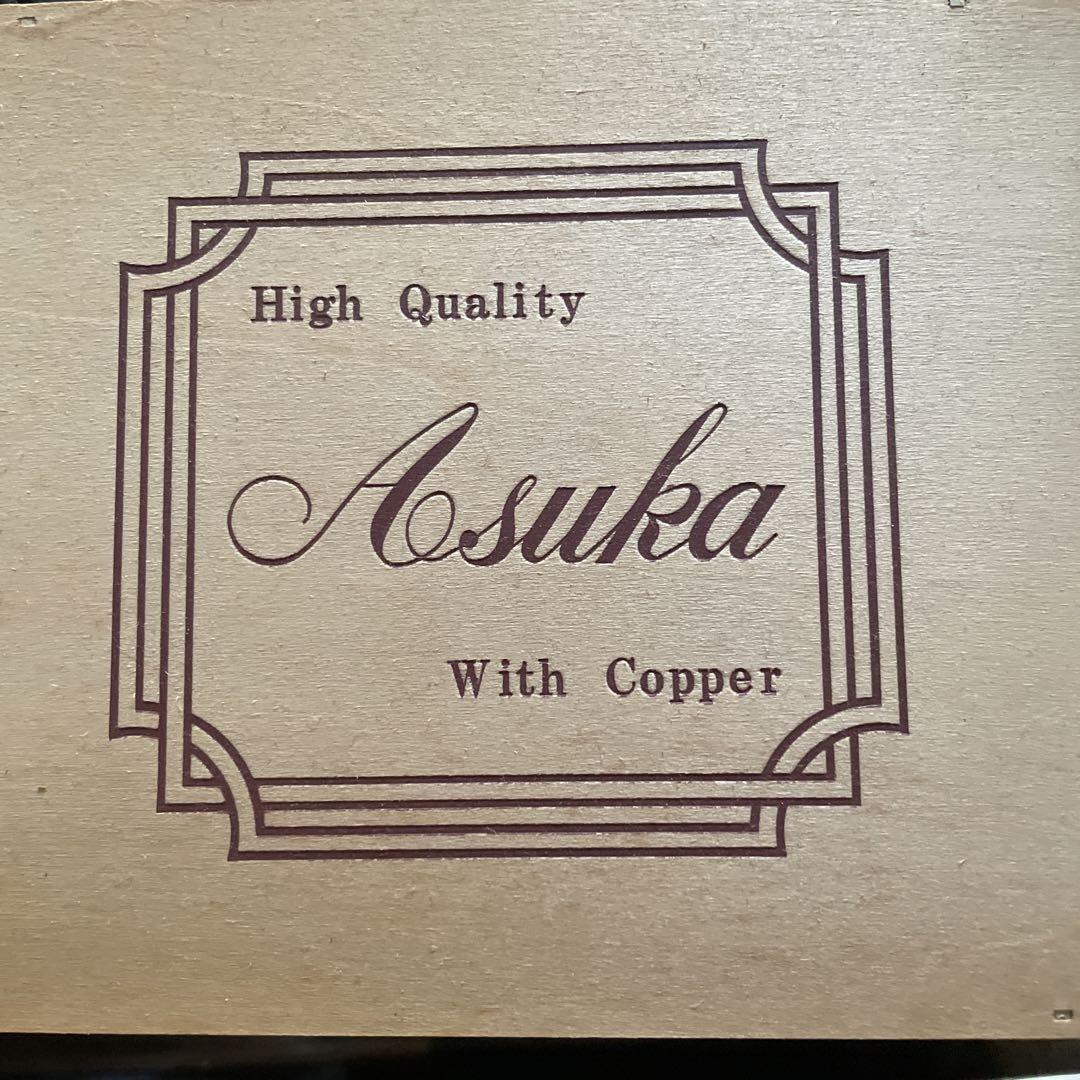 High Quality
Asuka
With Copper